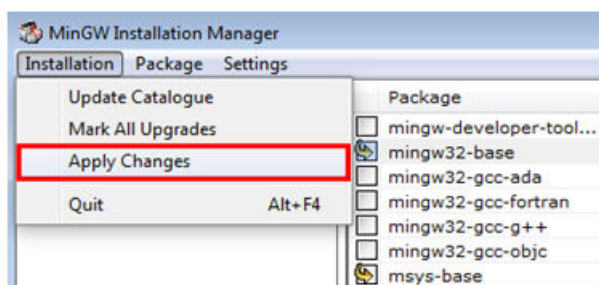 MinGW Installation Manager
Installation Package Settings
Update Catalogue
Mark All Upgrades
Apply Changes
Quit Alt+F4
Package
mingw-developer-tool...
mingw32-base
mingw32-gcc-ada
mingw32-gcc-fortran
mingw32-gcc-g++
mingw32-gcc-objc
msys-base